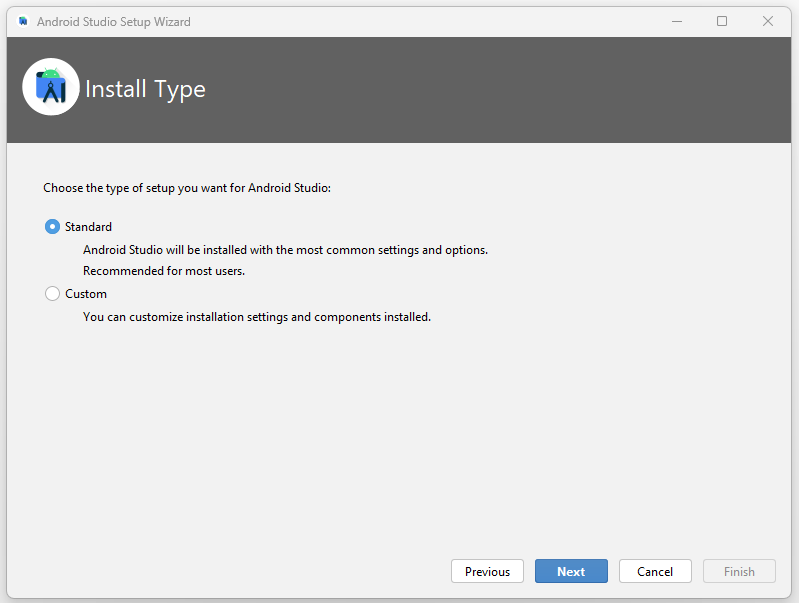 Android Studio Setup Wizard
Install Type
Choose the type of setup you want for Android Studio:
Standard
Android Studio will be installed with the most common settings and options.
Recommended for most users.
Custom
You can customize installation settings and components installed.
Previous
Next
Cancel
Finish